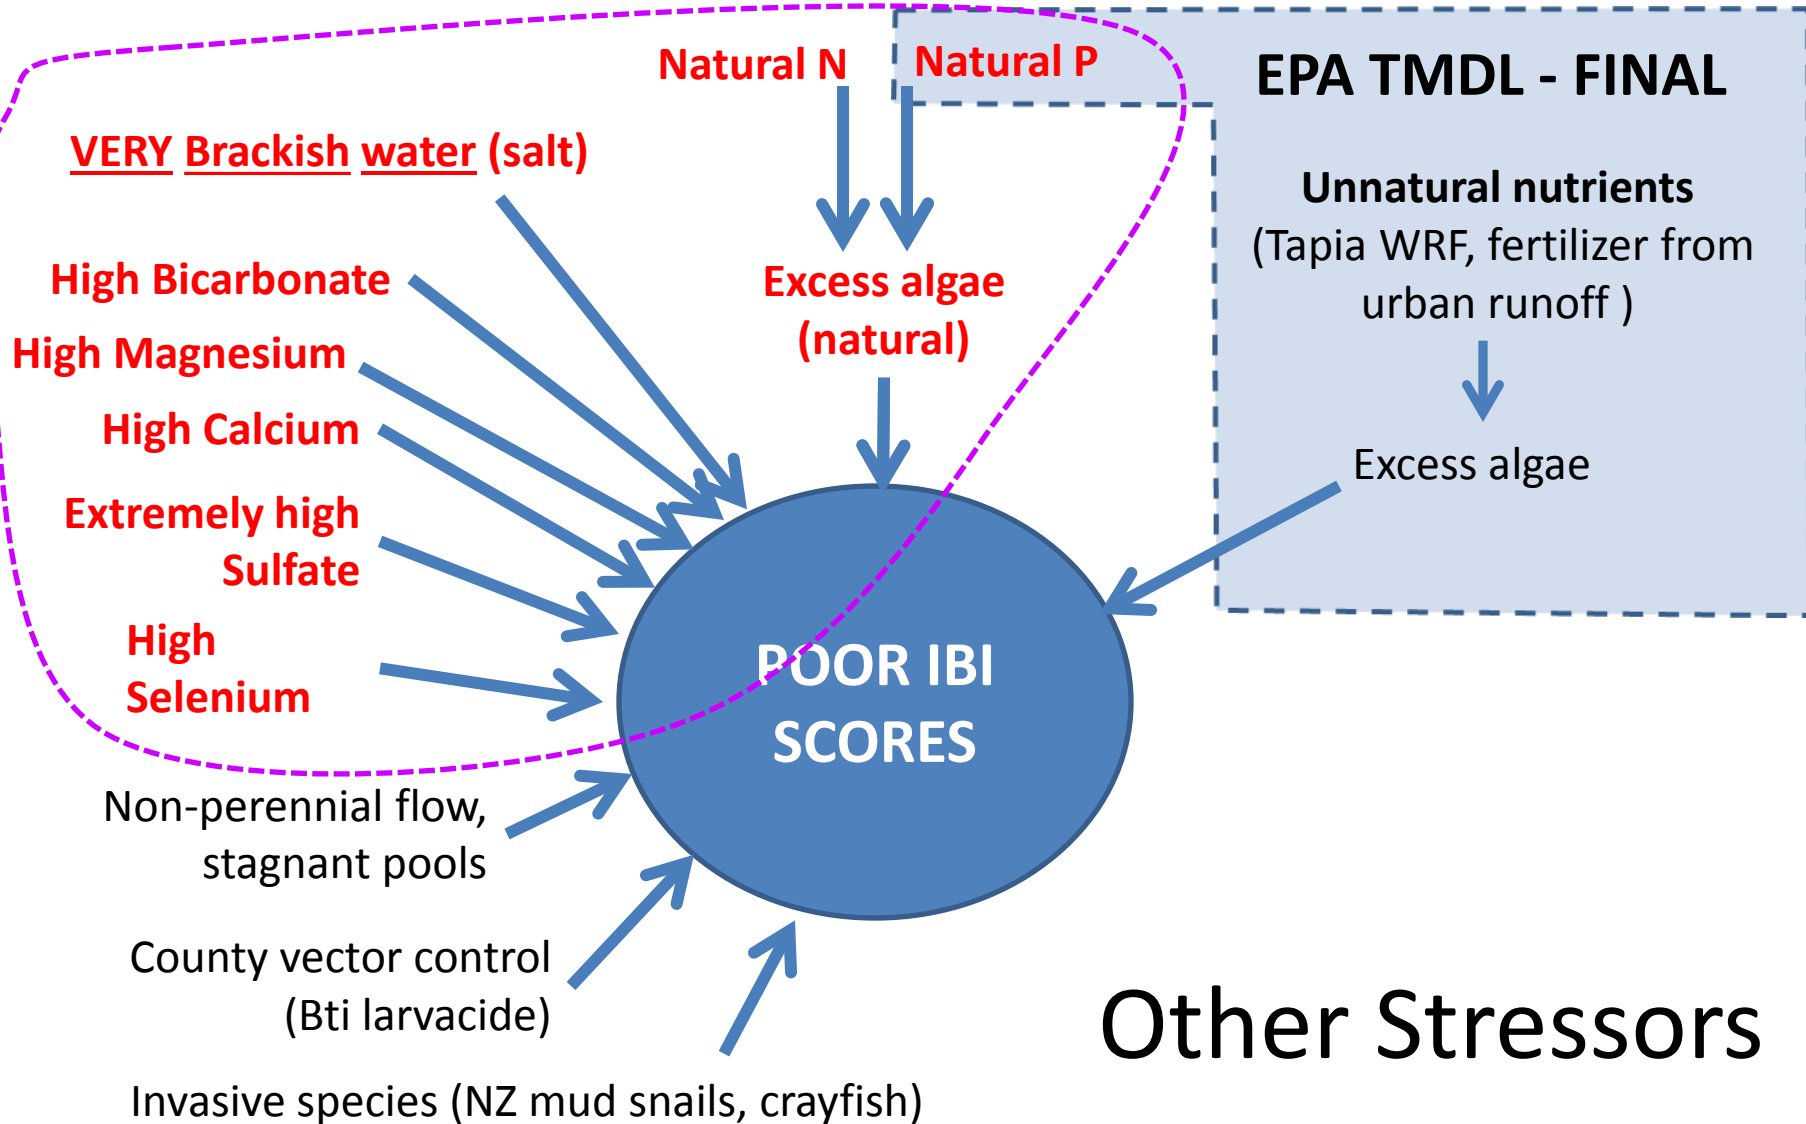 Natural N
Natural P
EPA TMDL - FINAL
VERY Brackish water (salt)
Unnatural nutrients
(Tapia WRF, fertilizer from
urban runoff )
High Bicarbonate
Excess algae
(natural)
High Magnesium
High Calcium
Excess algae
Extremely high
Sulfate
High
Selenium
POOR IBI
SCORES
Non-perennial flow,
stagnant pools
County vector control
(Bti larvacide)
Other Stressors
Invasive species (NZ mud snails, crayfish)